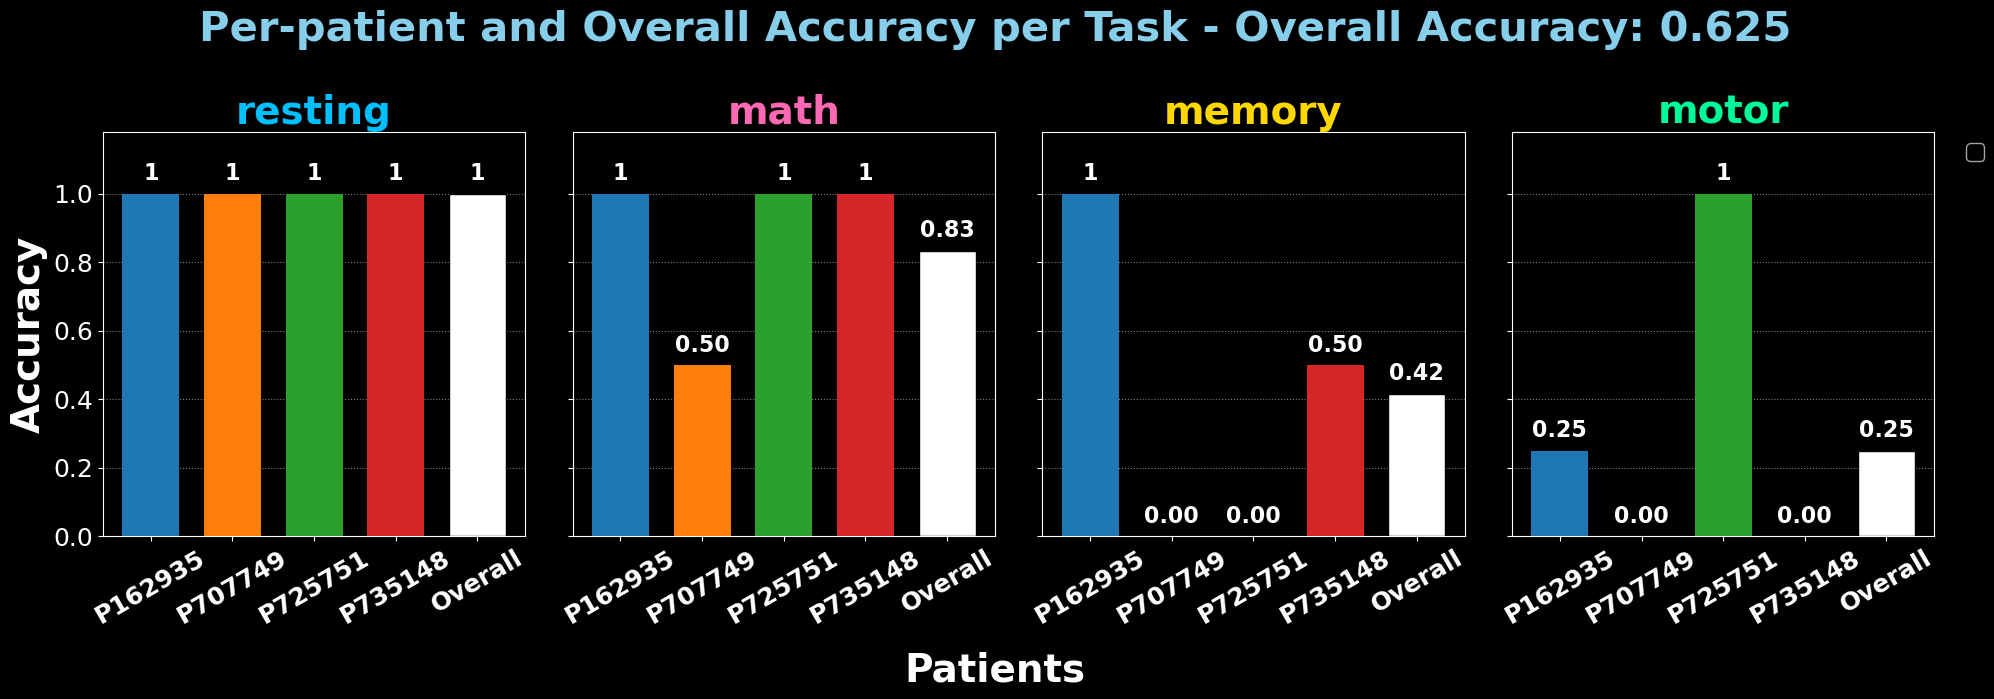 Per-patient and Overall Accuracy per Task - Overall Accuracy: 0.625
resting
math
memory
motor
Accuracy
1.0
0.8
0.6
0.4
0.2
0.0
1 1 1 1 1
1 0.50 1 1 0.83
1 0.00 0.00 0.50 0.42
0.25 0.00 1 0.00 0.25
P162935 P707749 P725751 P735148 Overall
P162935 P707749 P725751 P735148 Overall
P162935 P707749 P725751 P735148 Overall
P162935 P707749 P725751 P735148 Overall
Patients